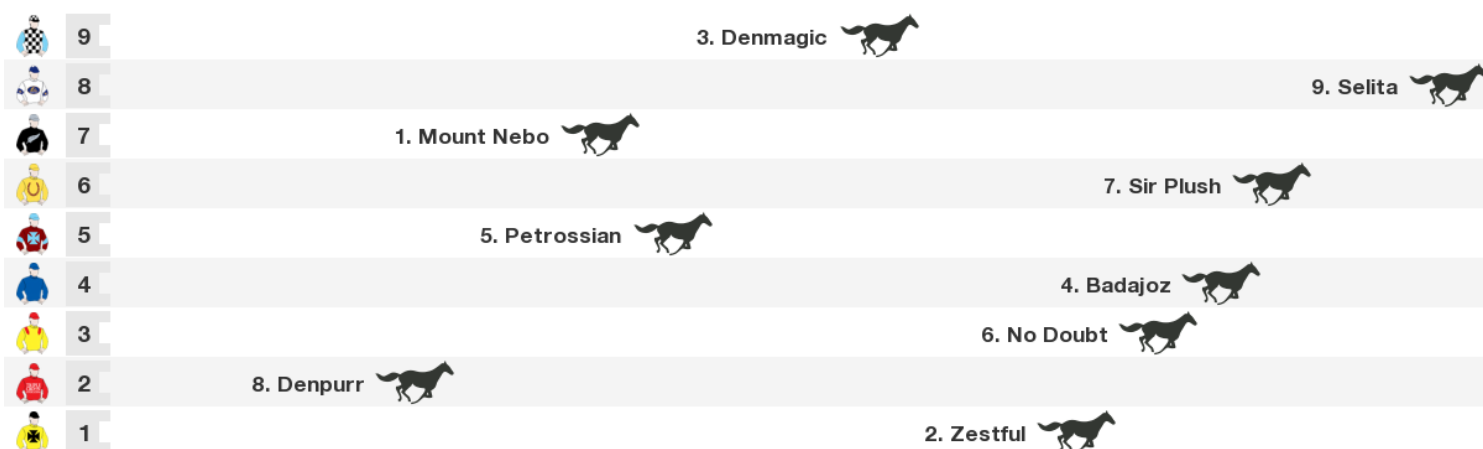 9 3. Denmagic
8 9. Selita
7 1. Mount Nebo
6 7. Sir Plush
5 5. Petrossian
4 4. Badajoz
3 6. No Doubt
2 8. Denpurr
1 2. Zestful